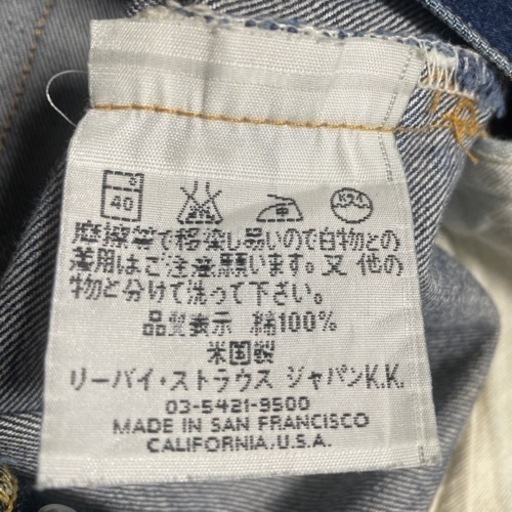 40
中
摩擦等で移染し易いので白物との
着用はご注意願います。又 他の
物と分けて洗って下さい。
品質表示 綿100%
米国製
リーバイ・ストラウス ジャパンK.K.
03-5421-9500
MADE IN SAN FRANCISCO
CALIFORNIA, U.S.A.